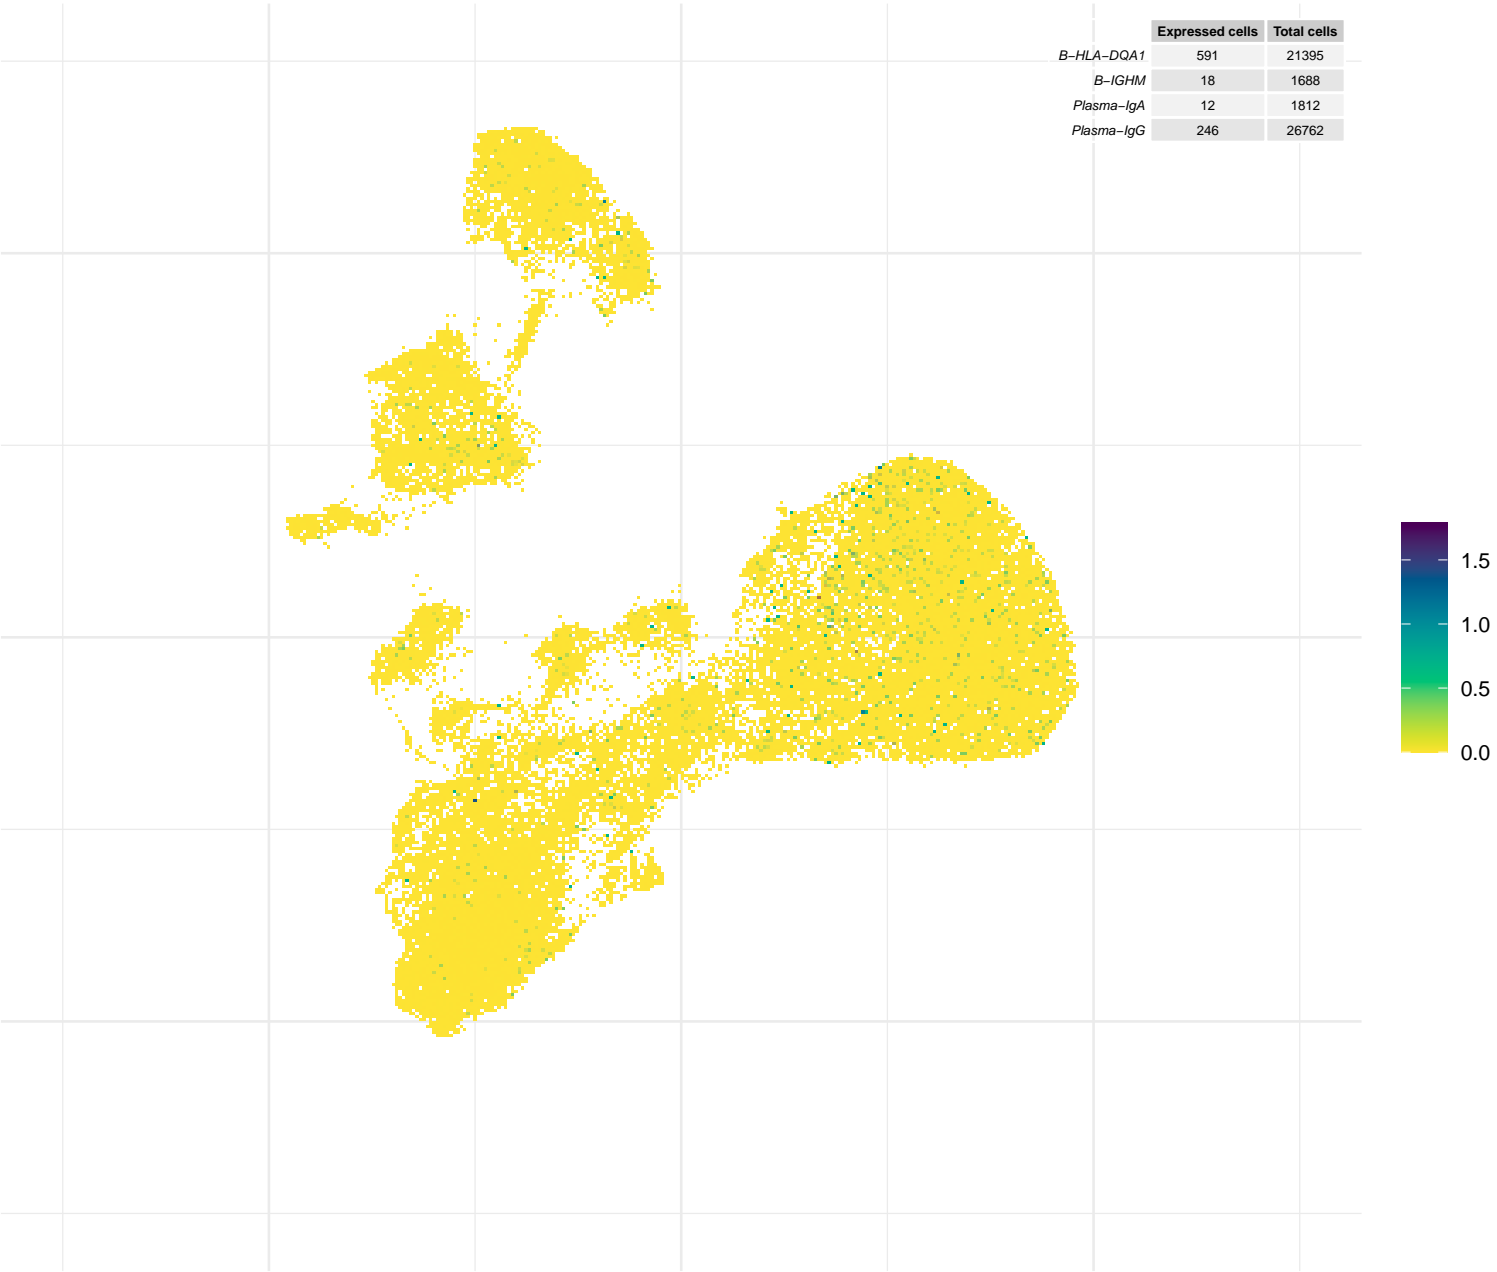 Expressed cells Total cells
B−HLA−DQA1 591 21395
B−IGHM 18 1688
Plasma−IgA 12 1812
Plasma−IgG 246 26762
1.5
1.0
0.5
0.0